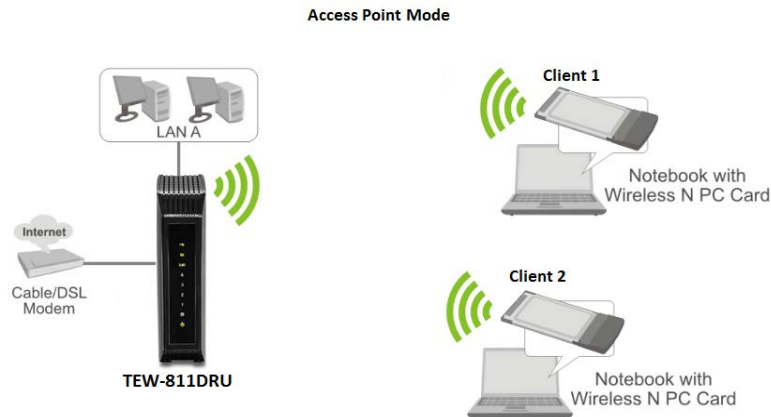 Access Point Mode
LAN A
Internet
Cable/DSL
Modem
TEW-811DRU
Client 1
Notebook with
Wireless N PC Card
Client 2
Notebook with
Wireless N PC Card